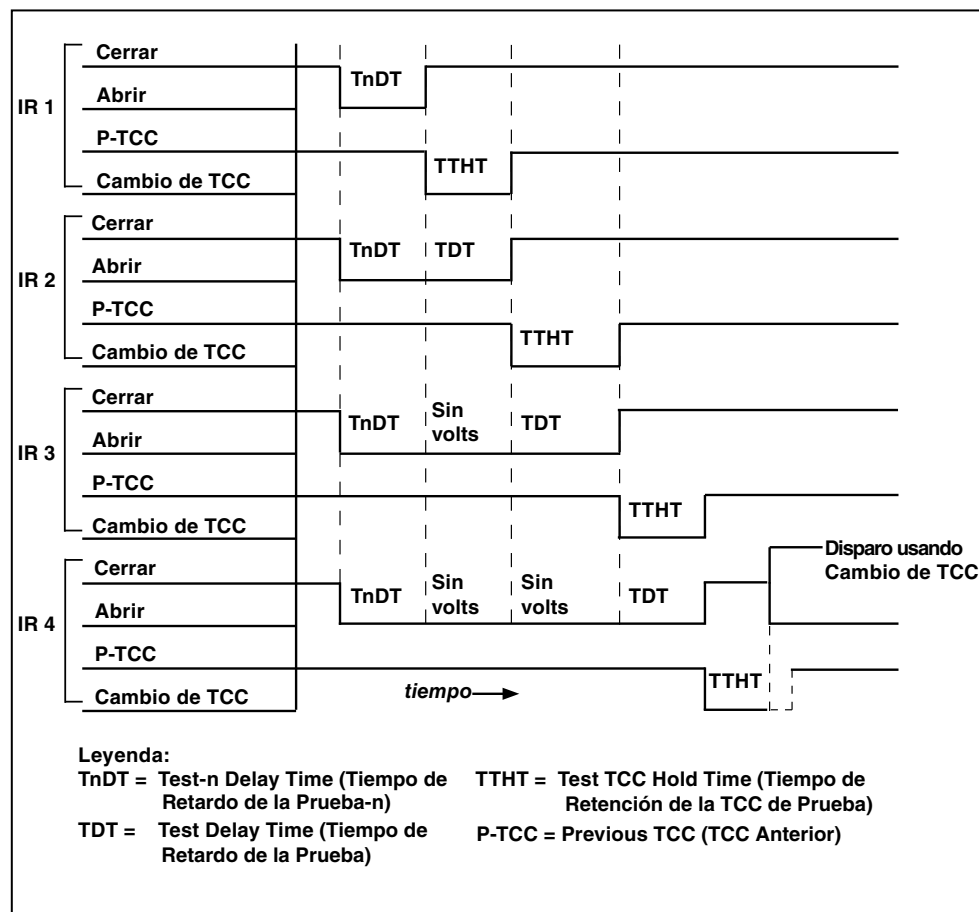 Cerrar
TnDT
Abrir
IR 1
P-TCC
TTHT
Cambio de TCC
Cerrar
TnDT TDT
Abrir
IR 2
P-TCC
TTHT
Cambio de TCC
Cerrar
TnDT Sin volts TDT
Abrir
IR 3
P-TCC
TTHT
Cambio de TCC
Disparo usando
Cambio de TCC
Cerrar
TnDT Sin volts Sin volts TDT
Abrir
IR 4
P-TCC
TTHT
Cambio de TCC
tiempo
Leyenda:
TnDT = Test-n Delay Time (Tiempo de
Retardo de la Prueba-n)
TDT = Test Delay Time (Tiempo de
Retardo de la Prueba)
TTHT = Test TCC Hold Time (Tiempo de
Retención de la TCC de Prueba)
P-TCC = Previous TCC (TCC Anterior)